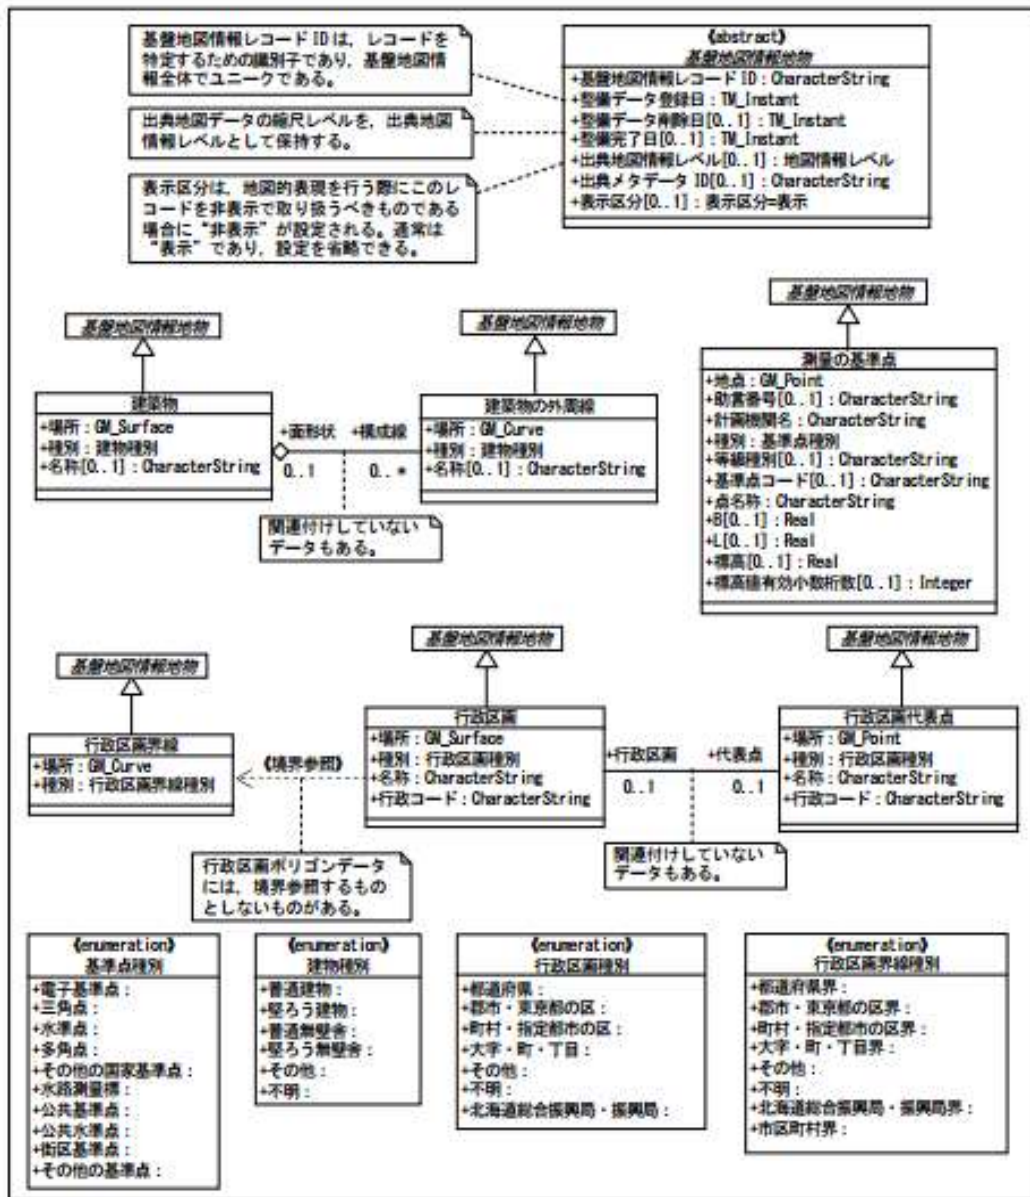 基盤地図情報レコード ID は，レコードを
特定するための識別子であり，基盤地図情
報全体でユニークである。
出典地図データの縮尺レベルを，出典地図
情報レベルとして保持する。
表示区分は，地図的表現を行う際にこのレ
コードを非表示で取り扱うべきものである
場合に“非表示”が設定される。通常は
“表示”であり，設定を省略できる。
《abstract》
基盤地図情報地物
+基盤地図情報レコード ID : CharacterString
+整備データ登録日 : TM_Instant
+整備データ削除日[0..1] : TM_Instant
+整備完了日[0..1] : TM_Instant
+出典地図情報レベル[0..1] : 地図情報レベル
+出典メタデータ ID[0..1] : CharacterString
+表示区分[0..1] : 表示区分=表示
基盤地図情報地物
建築物
+場所 : GM_Surface
+種別 : 建物種別
+名称[0..1] : CharacterString
+面形状
0..1
+構成線
0..*
関連付けしていない
データもある。
基盤地図情報地物
建築物の外周線
+場所 : GM_Curve
+種別 : 建物種別
+名称[0..1] : CharacterString
基盤地図情報地物
測量の基準点
+地点 : GM_Point
+助言番号[0..1] : CharacterString
+計画機関名 : CharacterString
+種別 : 基準点種別
+等級種別[0..1] : CharacterString
+基準点コード[0..1] : CharacterString
+点名称 : CharacterString
+B[0..1] : Real
+L[0..1] : Real
+標高[0..1] : Real
+標高値有効小数桁数[0..1] : Integer
基盤地図情報地物
行政区画界線
+場所 : GM_Curve
+種別 : 行政区画界線種別
《境界参照》
行政区画ポリゴンデータ
には，境界参照するもの
としないものがある。
基盤地図情報地物
行政区画
+場所 : GM_Surface
+種別 : 行政区画種別
+名称 : CharacterString
+行政コード : CharacterString
+行政区画
0..1
+代表点
0..1
関連付けしていない
データもある。
基盤地図情報地物
行政区画代表点
+場所 : GM_Point
+種別 : 行政区画種別
+名称 : CharacterString
+行政コード : CharacterString
《enumeration》
基準点種別
+電子基準点 :
+三角点 :
+水準点 :
+多角点 :
+その他の国家基準点 :
+水路測量標 :
+公共基準点 :
+公共水準点 :
+街区基準点 :
+その他の基準点 :
《enumeration》
建物種別
+普通建物 :
+堅ろう建物 :
+普通無壁舎 :
+堅ろう無壁舎 :
+その他 :
+不明 :
《enumeration》
行政区画種別
+都道府県 :
+郡市・東京都の区 :
+町村・指定都市の区 :
+大字・町・丁目 :
+その他 :
+不明 :
+北海道総合振興局・振興局 :
《enumeration》
行政区画界線種別
+都道府県界 :
+郡市・東京都の区界 :
+町村・指定都市の区界 :
+大字・町・丁目界 :
+その他 :
+不明 :
+北海道総合振興局・振興局界 :
+市区町村界 :